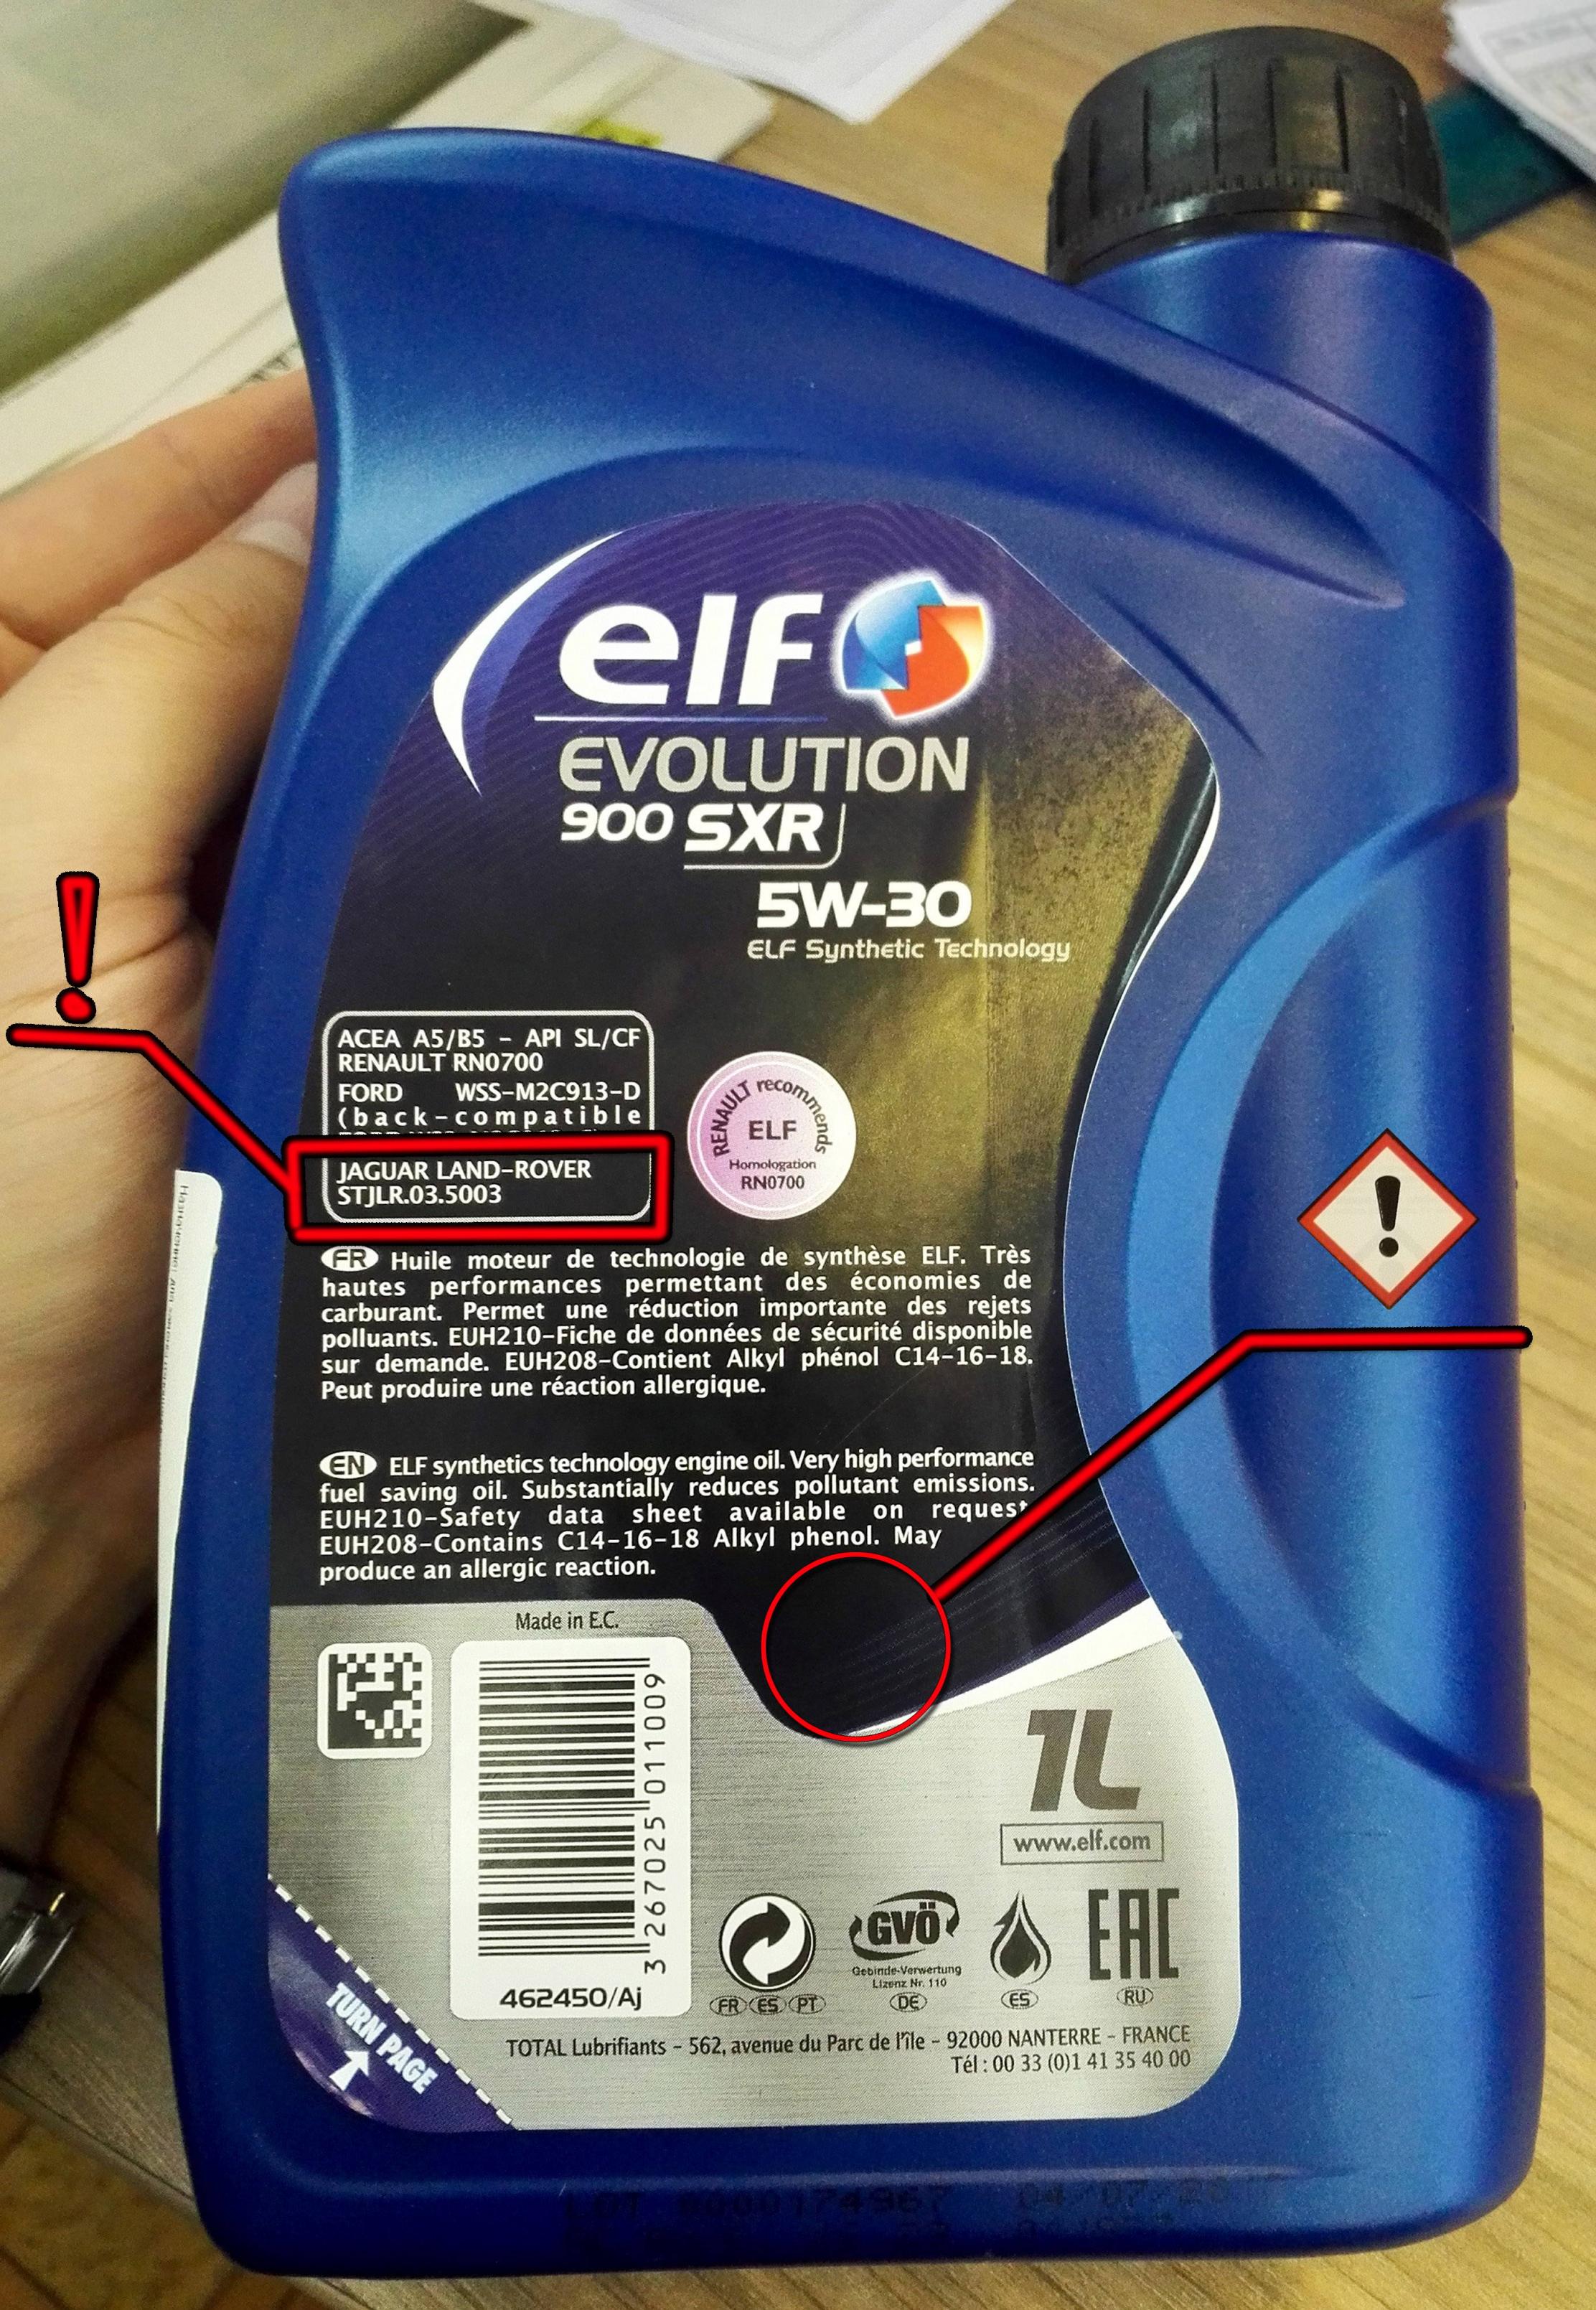 elf
EVOLUTION
900 SXR
5W-30
ELF Synthetic Technology
!
ACEA A5/B5 - API SL/CF
RENAULT RN0700
FORD WSS-M2C913-D
(back-compatible
JAGUAR LAND-ROVER
STJLR.03.5003
RENAULT recommends
ELF
Homologation
RN0700
!
FR Huile moteur de technologie de synthèse ELF. Très
hautes performances permettant des économies de
carburant. Permet une réduction importante des rejets
polluants. EUH210-Fiche de données de sécurité disponible
sur demande. EUH208-Contient Alkyl phénol C14-16-18.
Peut produire une réaction allergique.
EN ELF synthetics technology engine oil. Very high performance
fuel saving oil. Substantially reduces pollutant emissions.
EUH210-Safety data sheet available on request
EUH208-Contains C14-16-18 Alkyl phenol. May
produce an allergic reaction.
Made in E.C.
3 267025 011009
462450/Aj
1L
www.elf.com
GVÖ
Gebinde-Verwertung
Lizenz Nr. 110
EAC
FR ES PT DE ES RU
TURN PAGE
TOTAL Lubrifiants - 562, avenue du Parc de l'île - 92000 NANTERRE - FRANCE
Tél : 00 33 (0)1 41 35 40 00
LOT